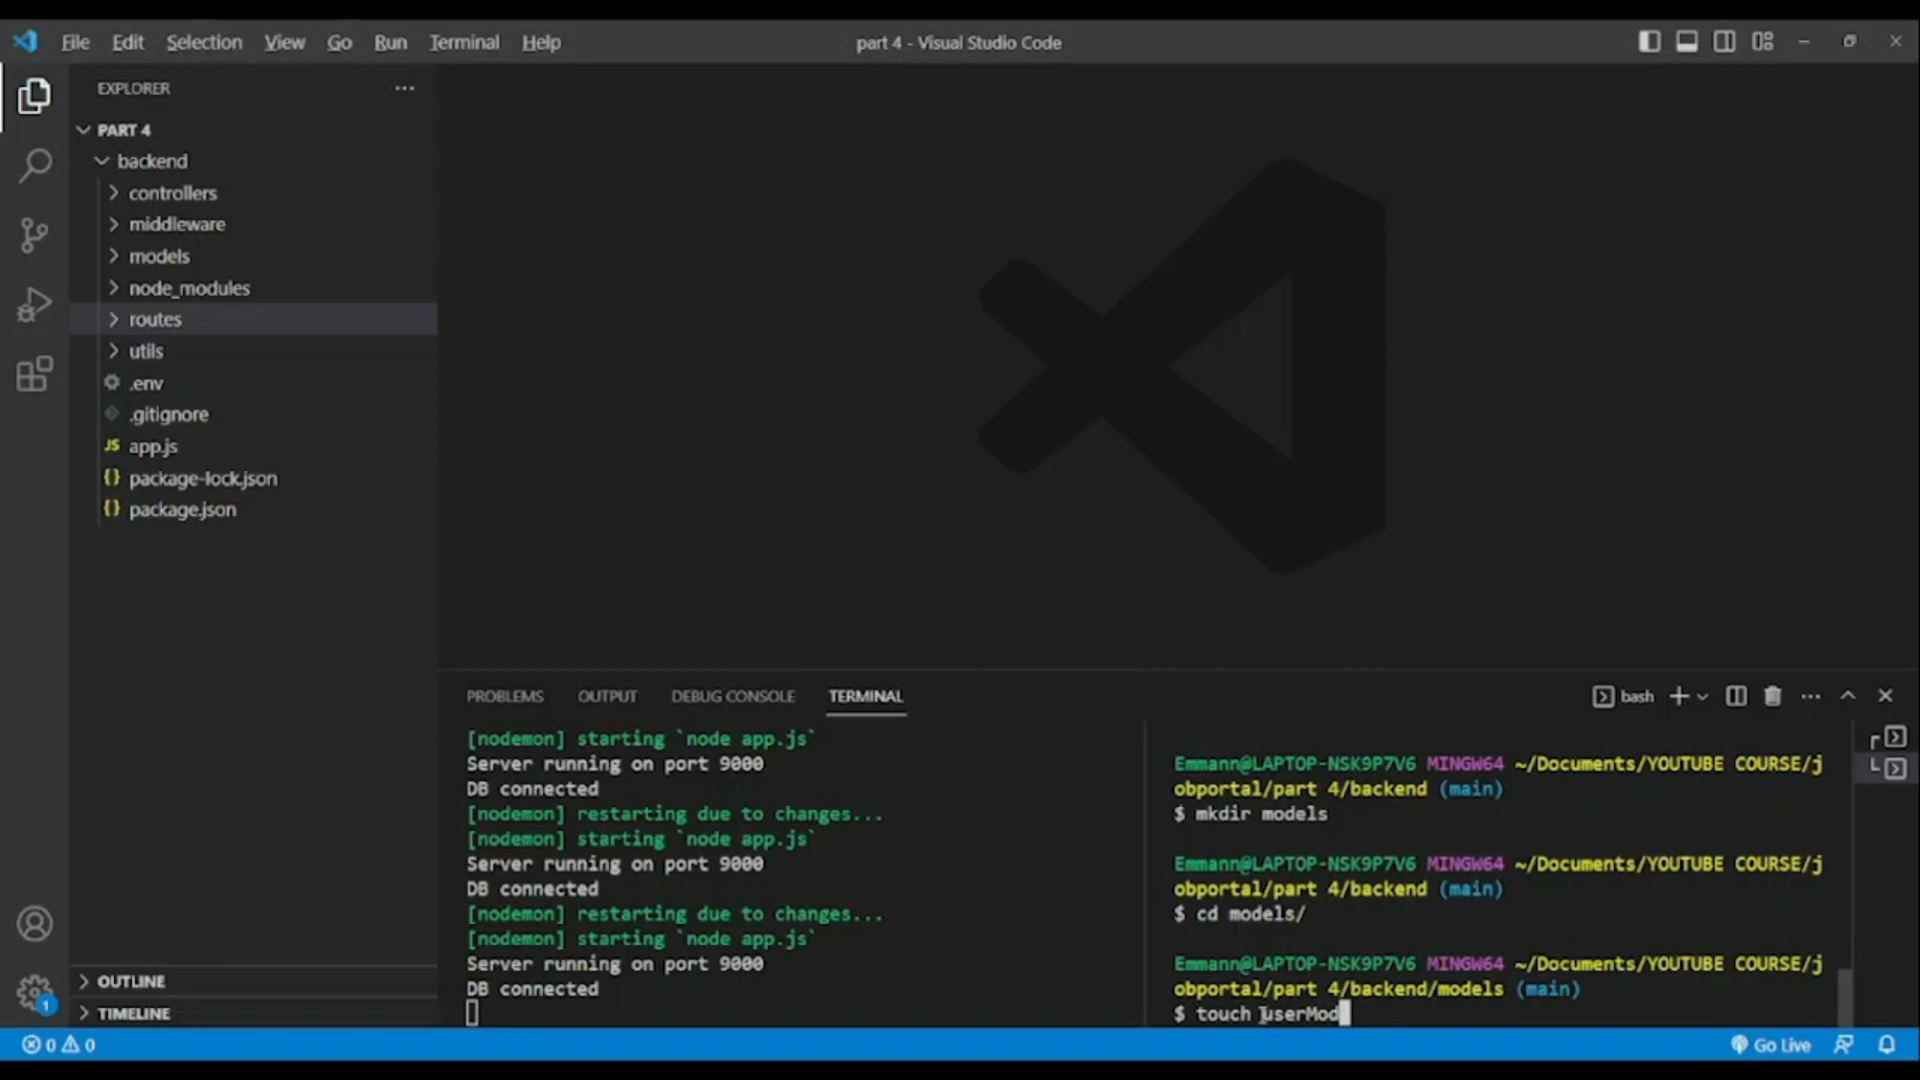 File Edit Selection View Go Run Terminal Help
part 4 - Visual Studio Code
EXPLORER
PART 4
backend
controllers
middleware
models
node_modules
routes
utils
.env
.gitignore
JS app.js
{} package-lock.json
{} package.json
OUTLINE
TIMELINE
1
PROBLEMS OUTPUT DEBUG CONSOLE TERMINAL
bash
[nodemon] starting `node app.js`
Server running on port 9000
DB connected
[nodemon] restarting due to changes...
[nodemon] starting `node app.js`
Server running on port 9000
DB connected
[nodemon] restarting due to changes...
[nodemon] starting `node app.js`
Server running on port 9000
DB connected
Emmann@LAPTOP-NSK9P7V6 MINGW64 ~/Documents/YOUTUBE COURSE/j
obportal/part 4/backend (main)
$ mkdir models
Emmann@LAPTOP-NSK9P7V6 MINGW64 ~/Documents/YOUTUBE COURSE/j
obportal/part 4/backend (main)
$ cd models/
Emmann@LAPTOP-NSK9P7V6 MINGW64 ~/Documents/YOUTUBE COURSE/j
obportal/part 4/backend/models (main)
$ touch userMod
0 0
Go Live